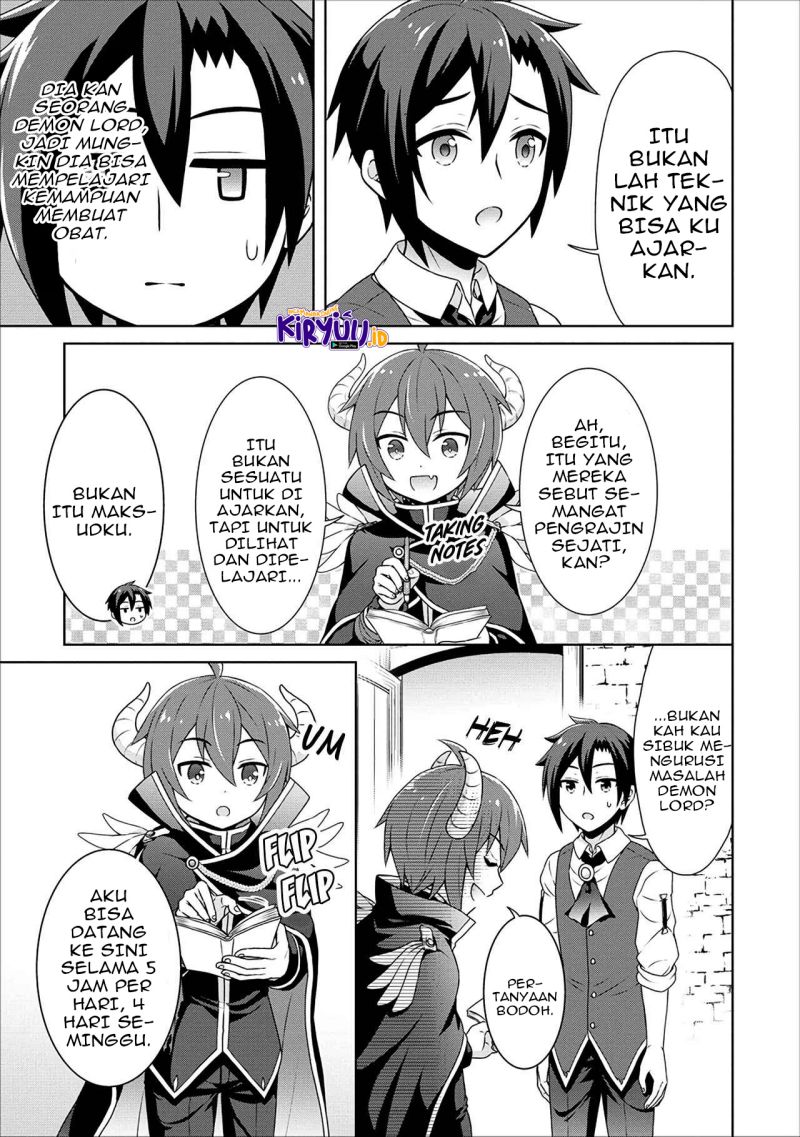 ITU
BUKAN
LAH TEK-
NIK YANG
BISA KU
AJAR-
KAN.
DIA KAN
SEORANG
DEMON LORD,
JADI MUNG-
KIN DIA BISA
MEMPELAJARI
KEMAMPUAN
MEMBUAT
OBAT.
KIRYUU.ID
AH,
BEGITU,
ITU YANG
MEREKA
SEBUT SE-
MANGAT
PENGRAJIN
SEJATI,
KAN?
TAKING
NOTES
ITU
BUKAN
SESUATU
UNTUK DI
AJARKAN,
TAPI UNTUK
DILIHAT
DAN DIPE-
LAJARI...
BUKAN
ITU MAKS-
UDKU.
...BUKAN
KAH KAU
SIBUK ME-
NGURUSI
MASALAH
DEMON
LORD?
HEH
PER-
TANYAAN
BODOH.
UM
FLIP
FLIP
AKU
BISA
DATANG
KE SINI
SELAMA 5
JAM PER
HARI, 4
HARI SE-
MINGGU.